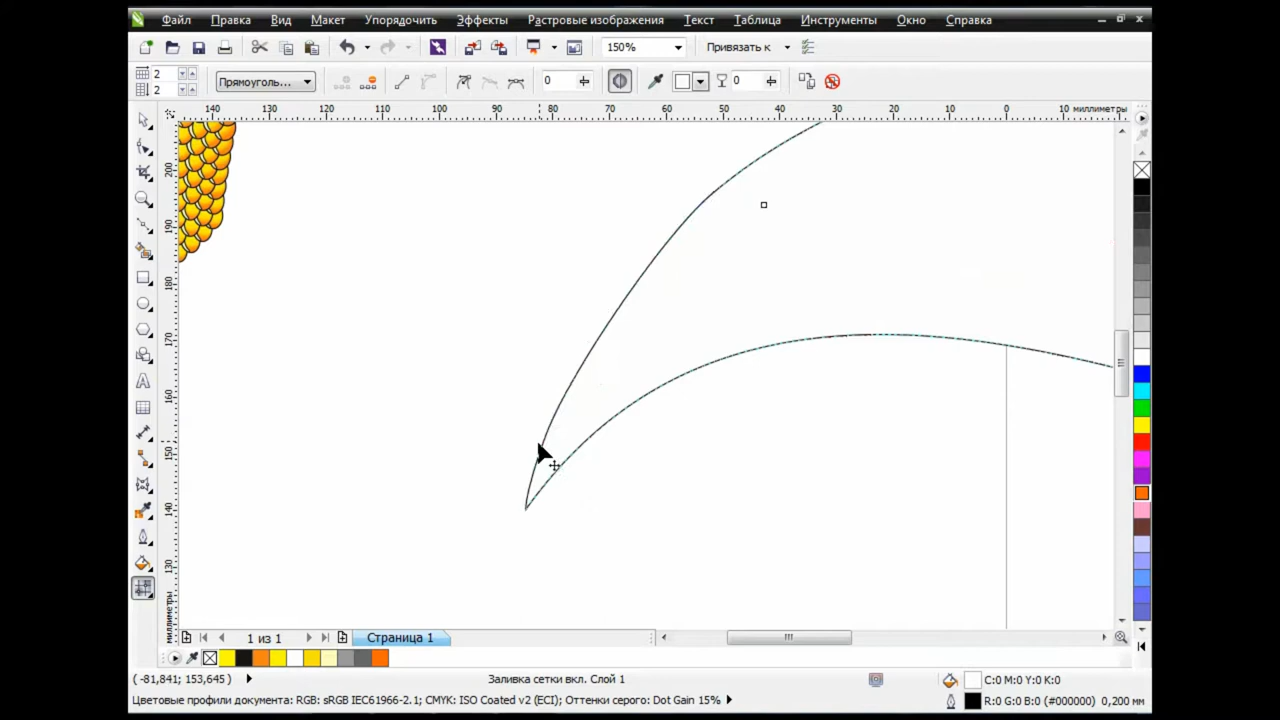 Файл Правка Вид Макет Упорядочить Эффекты Растровые изображения Текст Таблица Инструменты Окно Справка
150% Привязать к
2 Прямоуголь... 0 0
2
140 130 120 110 100 90 80 70 60 50 40 30 20 10 0 миллиметры 10
200
190
180
170
160
150
140
130
миллиметры
1 из 1 Страница 1
( -81,841; 153,645 ) Заливка сетки вкл. Слой 1 C:0 M:0 Y:0 K:0
Цветовые профили документа: RGB: sRGB IEC61966-2.1; CMYK: ISO Coated v2 (ECI); Оттенки серого: Dot Gain 15% R:0 G:0 B:0 (#000000) 0,200 мм